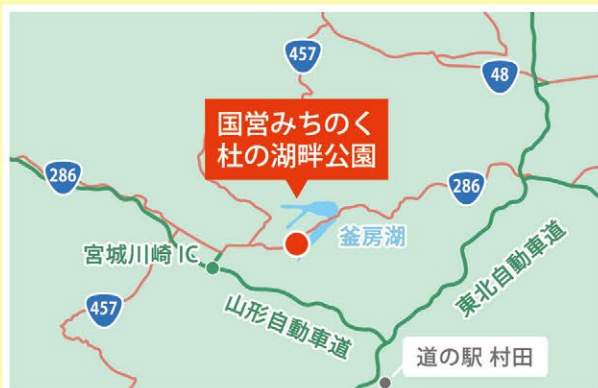 457
48
国営みちのく
杜の湖畔公園
286
286
釜房湖
宮城川崎 IC
東北自動車道
457
山形自動車道
道の駅 村田